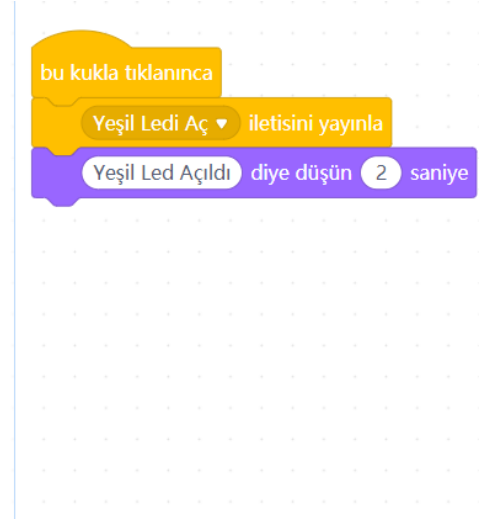 bu kukla tıklanınca
Yeşil Ledi Aç iletisini yayınla
Yeşil Led Açıldı diye düşün 2 saniye